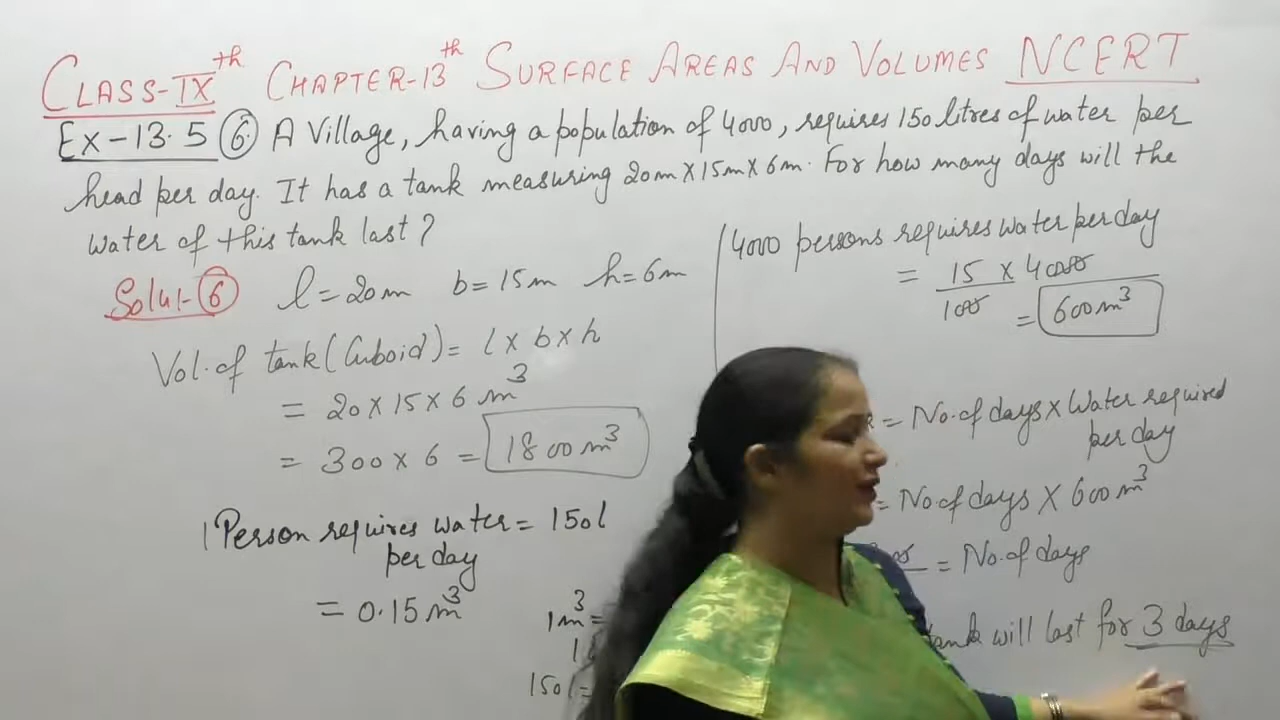 CLASS-IXth CHAPTER-13th SURFACE AREAS AND VOLUMES NCERT
Ex-13.5 6. A Village, having a population of 4000, requires 150 litres of water per
head per day. It has a tank measuring 20m X 15m X 6m. For how many days will the
water of this tank last?
Solu:- 6
l = 20m b = 15m h = 6m
Vol. of tank (Cuboid) = l x b x h
= 20 x 15 x 6 m³
= 300 x 6 = 1800 m³
1 Person requires water = 150l
per day
= 0.15 m³
1m³ =
150l =
4000 persons requires water per day
= 15 x 4000
100
= 600 m³
= No. of days x Water required
per day
= No of days X 600 m³
= No. of days
tank will last for 3 days